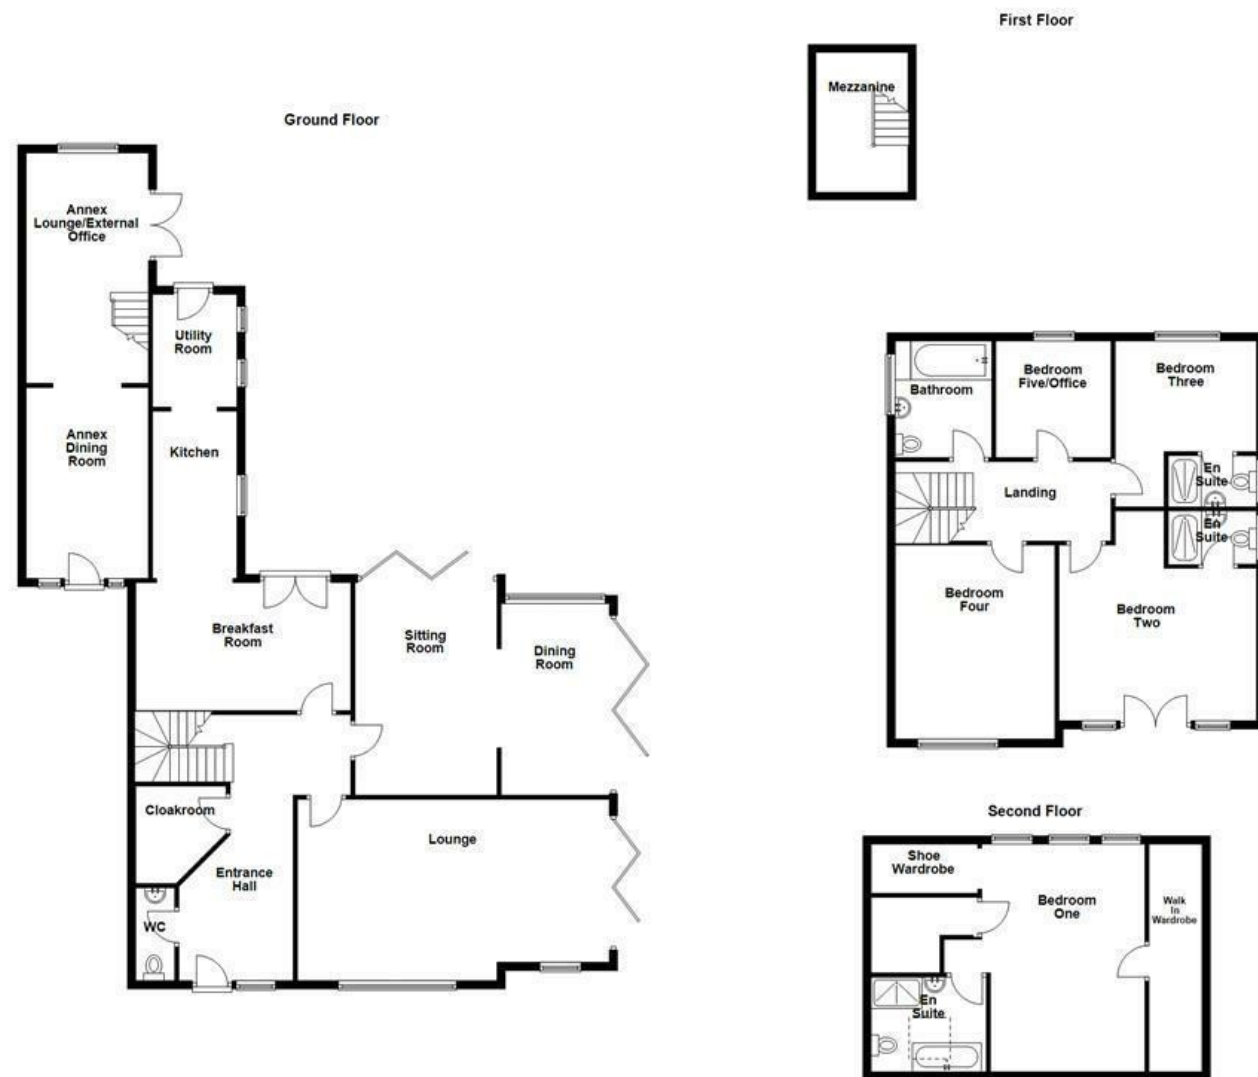 First Floor
Mezzanine
Ground Floor
Annex
Lounge/External
Office
Utility
Room
Annex
Dining
Room
Kitchen
Breakfast
Room
Sitting
Room
Dining
Room
Cloakroom
Entrance
Hall
Lounge
WC
Bathroom
Bedroom
Five/Office
Bedroom
Three
En
Suite
Landing
En
Suite
Bedroom
Four
Bedroom
Two
Second Floor
Shoe
Wardrobe
Bedroom
One
Walk
In
Wardrobe
En
Suite